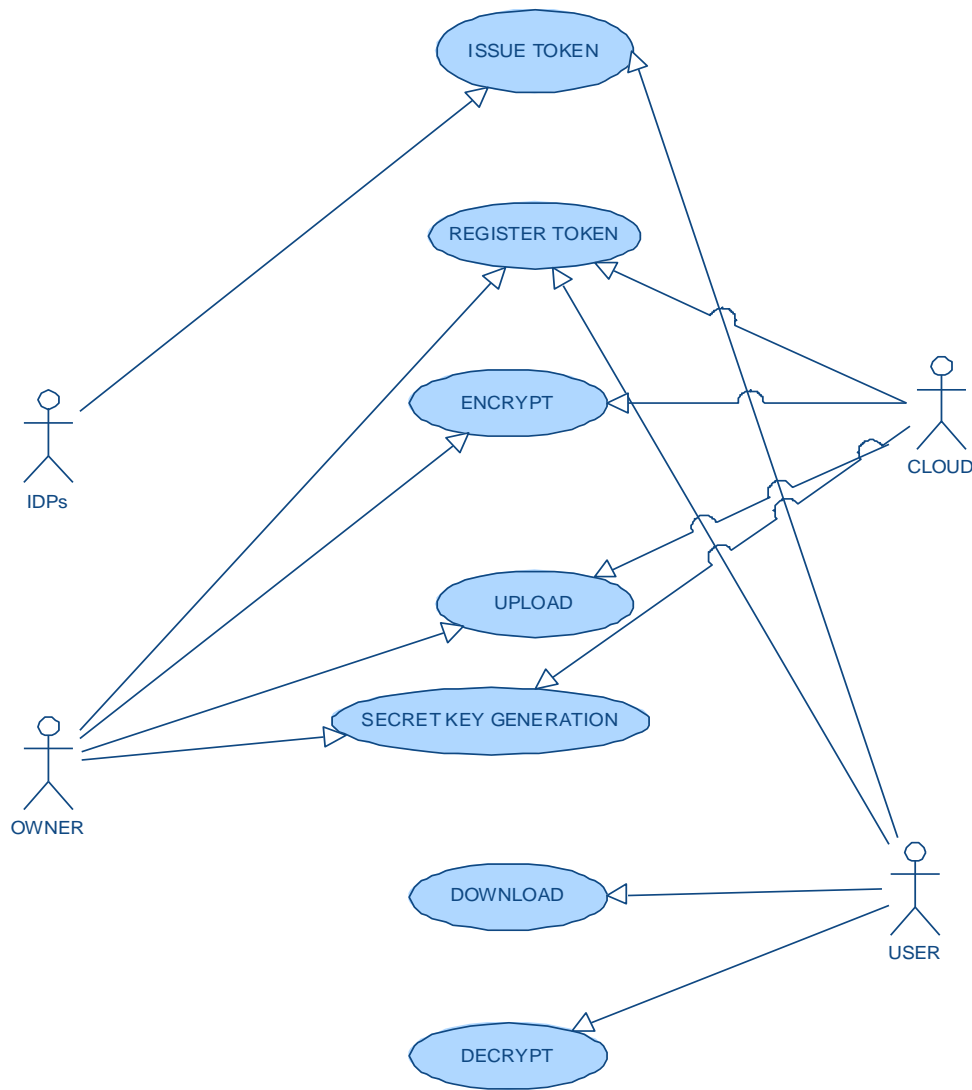 ISSUE TOKEN
REGISTER TOKEN
ENCRYPT
CLOUD
IDPs
UPLOAD
SECRET KEY GENERATION
OWNER
DOWNLOAD
USER
DECRYPT